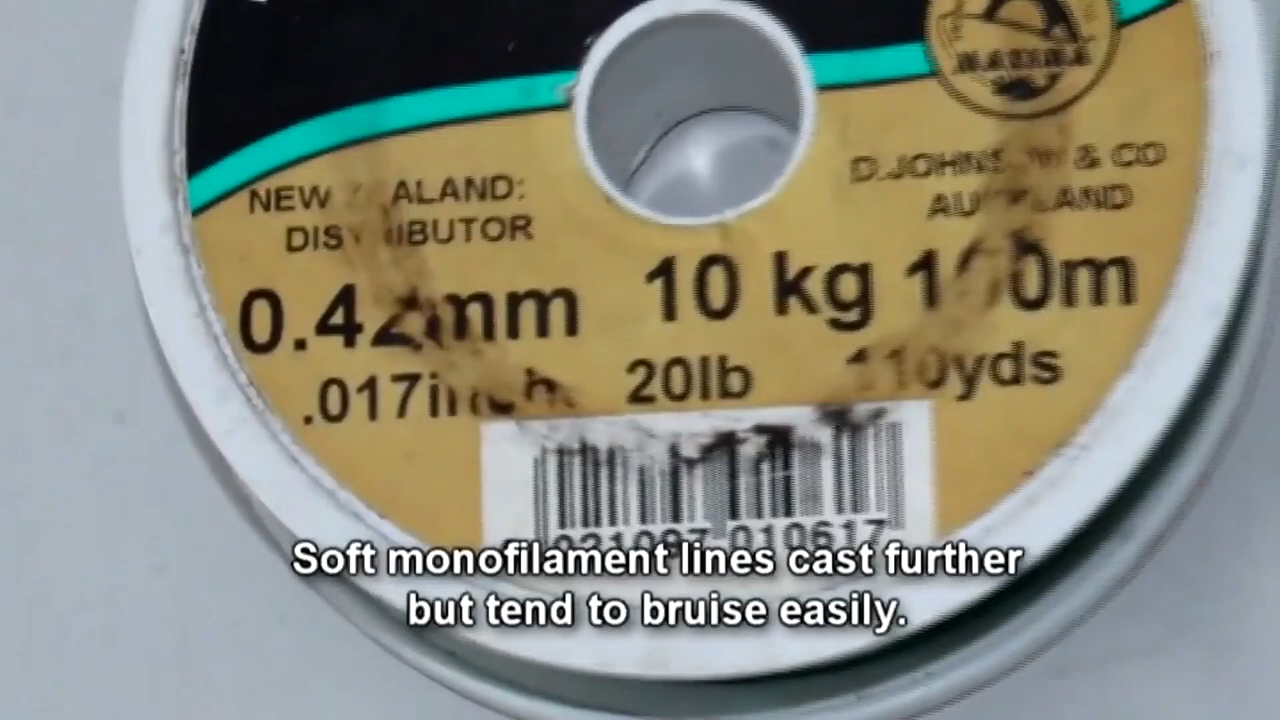 NEW ZEALAND:
DISTRIBUTOR
D.JOHNSON & CO
AUCKLAND
0.42mm 10 kg 100m
.017inch. 20lb 110yds
Soft monofilament lines cast further
but tend to bruise easily.